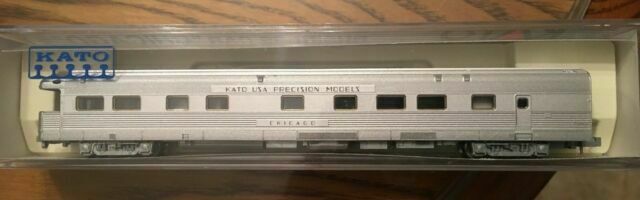 KATO
KATO USA PRECISION MODELS
CHICAGO